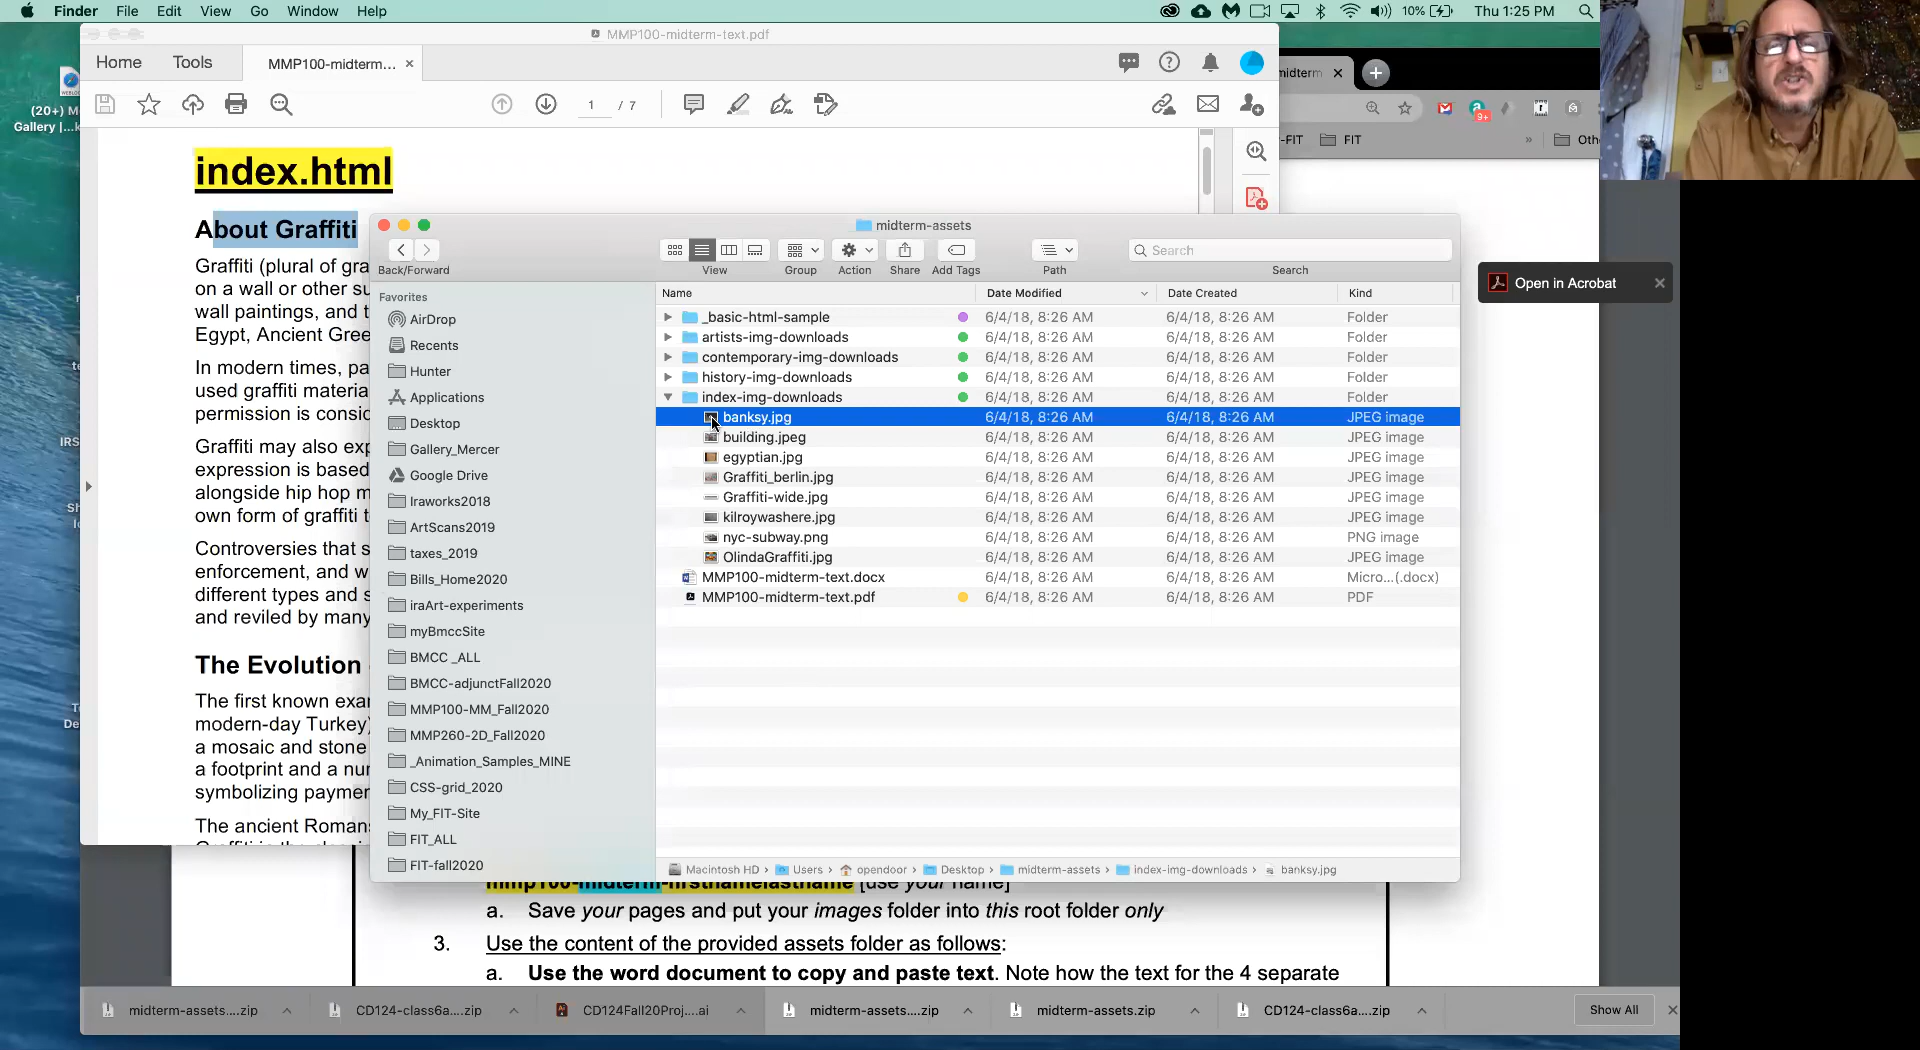 Finder File Edit View Go Window Help
10% Thu 1:25 PM
MMP100-midterm-text.pdf
Home Tools MMP100-midterm... ×
1 / 7
index.html
About Graffiti
Graffiti (plural of gra
on a wall or other su
wall paintings, and t
Egypt, Ancient Gree
In modern times, pa
used graffiti materia
permission is consid
Graffiti may also exp
expression is based
alongside hip hop m
own form of graffiti t
Controversies that s
enforcement, and w
different types and s
and reviled by many
The Evolution
The first known exar
modern-day Turkey)
a mosaic and stone
a footprint and a nur
symbolizing paymer
The ancient Romans
(20+) M
Gallery |...k
IRS
Sh
Tu
De
midterm ×
9+
-FIT FIT » Oth
Open in Acrobat ×
midterm-assets
Back/Forward View Group Action Share Add Tags Path Search
Search
Favorites
AirDrop
Recents
Hunter
Applications
Desktop
Gallery_Mercer
Google Drive
Iraworks2018
ArtScans2019
taxes_2019
Bills_Home2020
iraArt-experiments
myBmccSite
BMCC _ALL
BMCC-adjunctFall2020
MMP100-MM_Fall2020
MMP260-2D_Fall2020
_Animation_Samples_MINE
CSS-grid_2020
My_FIT-Site
FIT_ALL
FIT-fall2020
Name Date Modified Date Created Kind
_basic-html-sample 6/4/18, 8:26 AM 6/4/18, 8:26 AM Folder
artists-img-downloads 6/4/18, 8:26 AM 6/4/18, 8:26 AM Folder
contemporary-img-downloads 6/4/18, 8:26 AM 6/4/18, 8:26 AM Folder
history-img-downloads 6/4/18, 8:26 AM 6/4/18, 8:26 AM Folder
index-img-downloads 6/4/18, 8:26 AM 6/4/18, 8:26 AM Folder
banksy.jpg 6/4/18, 8:26 AM 6/4/18, 8:26 AM JPEG image
building.jpeg 6/4/18, 8:26 AM 6/4/18, 8:26 AM JPEG image
egyptian.jpg 6/4/18, 8:26 AM 6/4/18, 8:26 AM JPEG image
Graffiti_berlin.jpg 6/4/18, 8:26 AM 6/4/18, 8:26 AM JPEG image
Graffiti-wide.jpg 6/4/18, 8:26 AM 6/4/18, 8:26 AM JPEG image
kilroywashere.jpg 6/4/18, 8:26 AM 6/4/18, 8:26 AM JPEG image
nyc-subway.png 6/4/18, 8:26 AM 6/4/18, 8:26 AM PNG image
OlindaGraffiti.jpg 6/4/18, 8:26 AM 6/4/18, 8:26 AM JPEG image
MMP100-midterm-text.docx 6/4/18, 8:26 AM 6/4/18, 8:26 AM Micro...(.docx)
MMP100-midterm-text.pdf 6/4/18, 8:26 AM 6/4/18, 8:26 AM PDF
Macintosh HD › Users › opendoor › Desktop › midterm-assets › index-img-downloads › banksy.jpg
mmp100-midterm-firstnamelastname [use your name]
a. Save your pages and put your images folder into this root folder only
3. Use the content of the provided assets folder as follows:
a. Use the word document to copy and paste text. Note how the text for the 4 separate
midterm-assets....zip CD124-class6a....zip CD124Fall20Proj....ai midterm-assets....zip midterm-assets.zip CD124-class6a....zip Show All ×